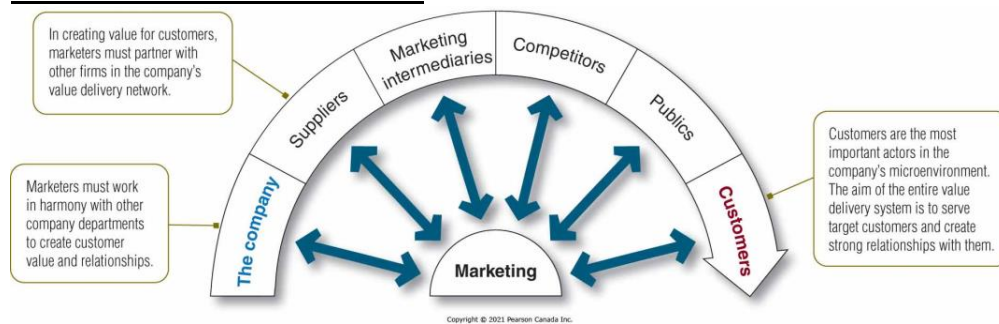 In creating value for customers,
marketers must partner with
other firms in the company's
value delivery network.
Marketers must work
in harmony with other
company departments
to create customer
value and relationships.
The company
Suppliers
Marketing
intermediaries
Competitors
Publics
Customers
Customers are the most
important actors in the
company's microenvironment.
The aim of the entire value
delivery system is to serve
target customers and create
strong relationships with them.
Marketing
Copyright © 2021 Pearson Canada Inc.